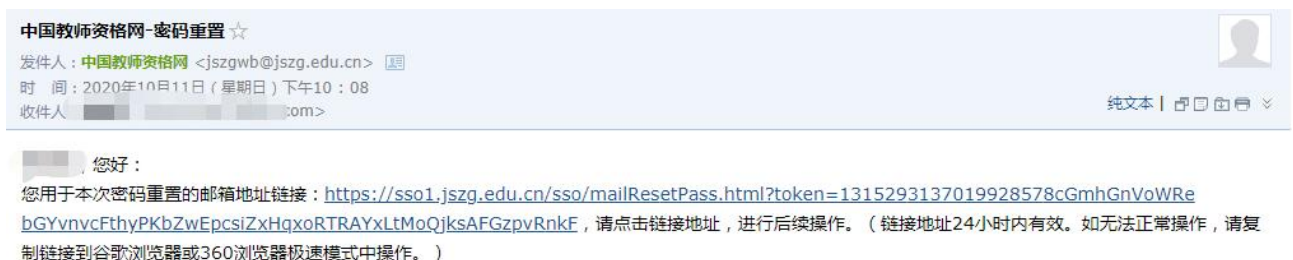 中国教师资格网-密码重置
发件人：中国教师资格网 <jszgwb@jszg.edu.cn>
时 间：2020年10月11日（星期日）下午10：08
收件人 com>
纯文本 |
您好：
您用于本次密码重置的邮箱地址链接：https://sso1.jszg.edu.cn/sso/mailResetPass.html?token=1315293137019928578cGmhGnVoWRe
bGYvnvcFthyPKbZwEpcsiZxHqxoRTRAYxLtMoQjksAFGzpvRnkF，请点击链接地址，进行后续操作。（链接地址24小时内有效。如无法正常操作，请复
制链接到谷歌浏览器或360浏览器极速模式中操作。）